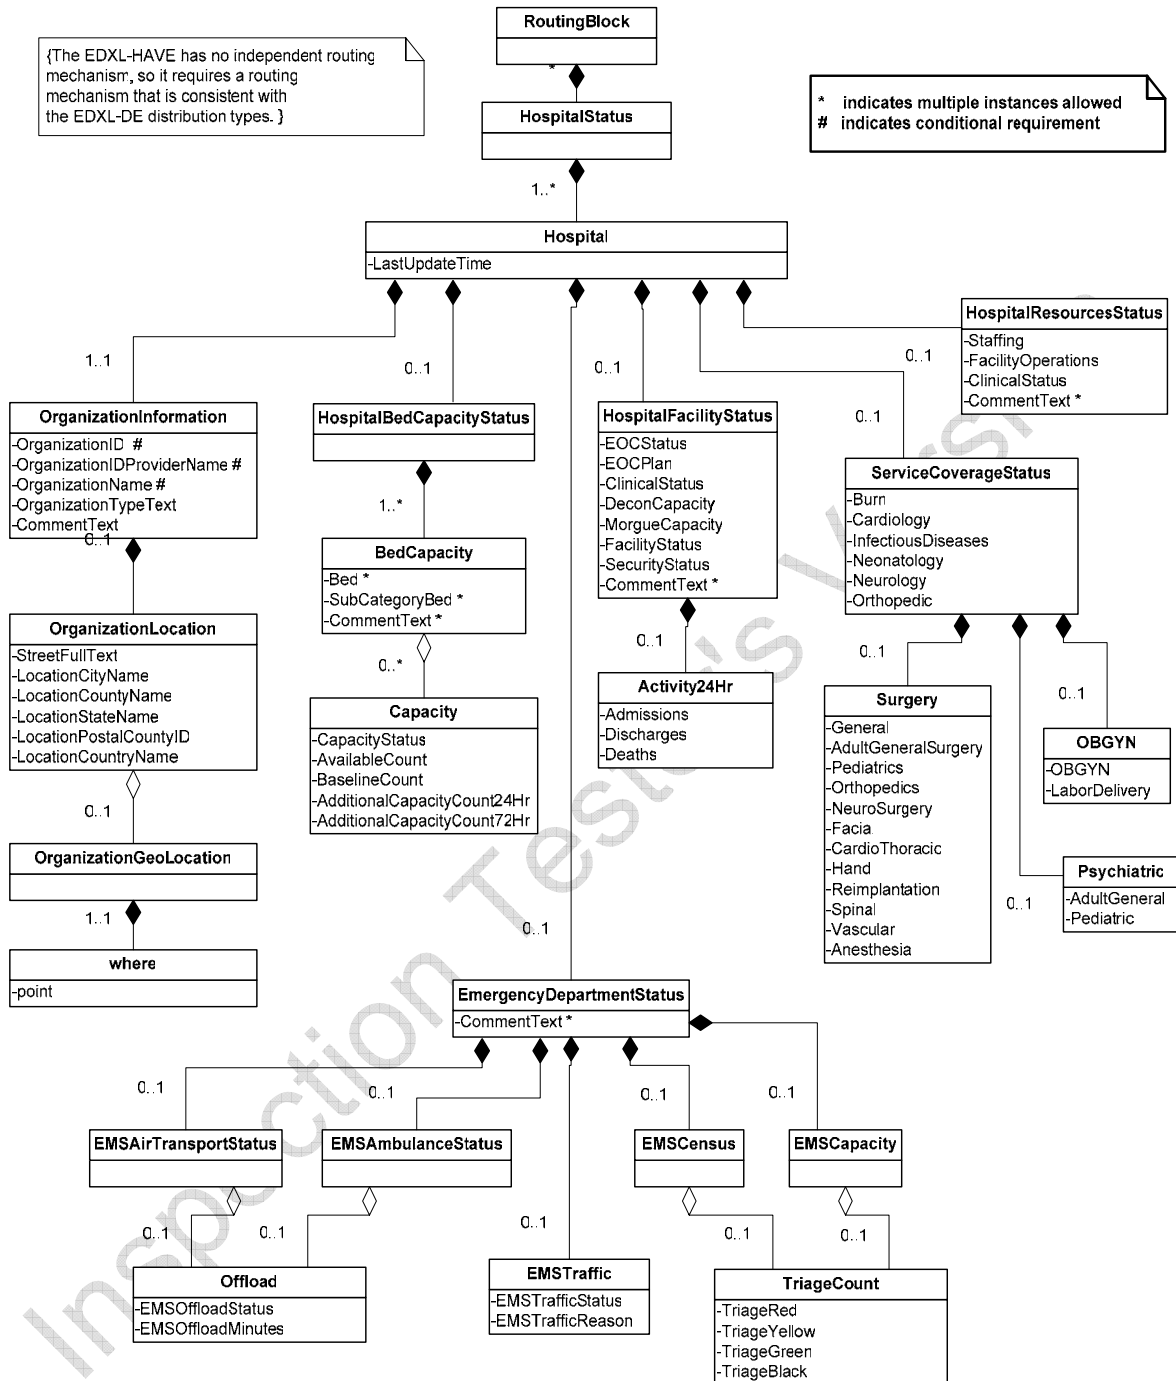 RoutingBlock
{The EDXL-HAVE has no independent routing
mechanism, so it requires a routing
mechanism that is consistent with
the EDXL-DE distribution types. }
* indicates multiple instances allowed
# indicates conditional requirement
*
HospitalStatus
1..*
Hospital
-LastUpdateTime
1..1
0..1
0..1
0..1
0..1
HospitalResourcesStatus
-Staffing
-FacilityOperations
-ClinicalStatus
-CommentText *
OrganizationInformation
-OrganizationID #
-OrganizationIDProviderName #
-OrganizationName #
-OrganizationTypeText
-CommentText
0..1
HospitalBedCapacityStatus
1..*
HospitalFacilityStatus
-EOCStatus
-EOCPlan
-ClinicalStatus
-DeconCapacity
-MorgueCapacity
-FacilityStatus
-SecurityStatus
-CommentText *
0..1
ServiceCoverageStatus
-Burn
-Cardiology
-InfectiousDiseases
-Neonatology
-Neurology
-Orthopedic
0..1
0..1
0..1
BedCapacity
-Bed *
-SubCategoryBed *
-CommentText *
0..*
OrganizationLocation
-StreetFullText
-LocationCityName
-LocationCountyName
-LocationStateName
-LocationPostalCountyID
-LocationCountryName
0..1
Capacity
-CapacityStatus
-AvailableCount
-BaselineCount
-AdditionalCapacityCount24Hr
-AdditionalCapacityCount72Hr
Activity24Hr
-Admissions
-Discharges
-Deaths
Surgery
-General
-AdultGeneralSurgery
-Pediatrics
-Orthopedics
-NeuroSurgery
-Facia
-CardioThoracic
-Hand
-Reimplantation
-Spinal
-Vascular
-Anesthesia
OBGYN
-OBGYN
-LaborDelivery
Psychiatric
-AdultGeneral
-Pediatric
OrganizationGeoLocation
1..1
where
-point
0..1
EmergencyDepartmentStatus
-CommentText *
0..1
0..1
0..1
0..1
0..1
EMSAirTransportStatus
EMSAmbulanceStatus
EMSCensus
EMSCapacity
0..1
0..1
0..1
0..1
Offload
-EMSOffloadStatus
-EMSOffloadMinutes
EMSTraffic
-EMSTrafficStatus
-EMSTrafficReason
TriageCount
-TriageRed
-TriageYellow
-TriageGreen
-TriageBlack
Inspection Tester's Version